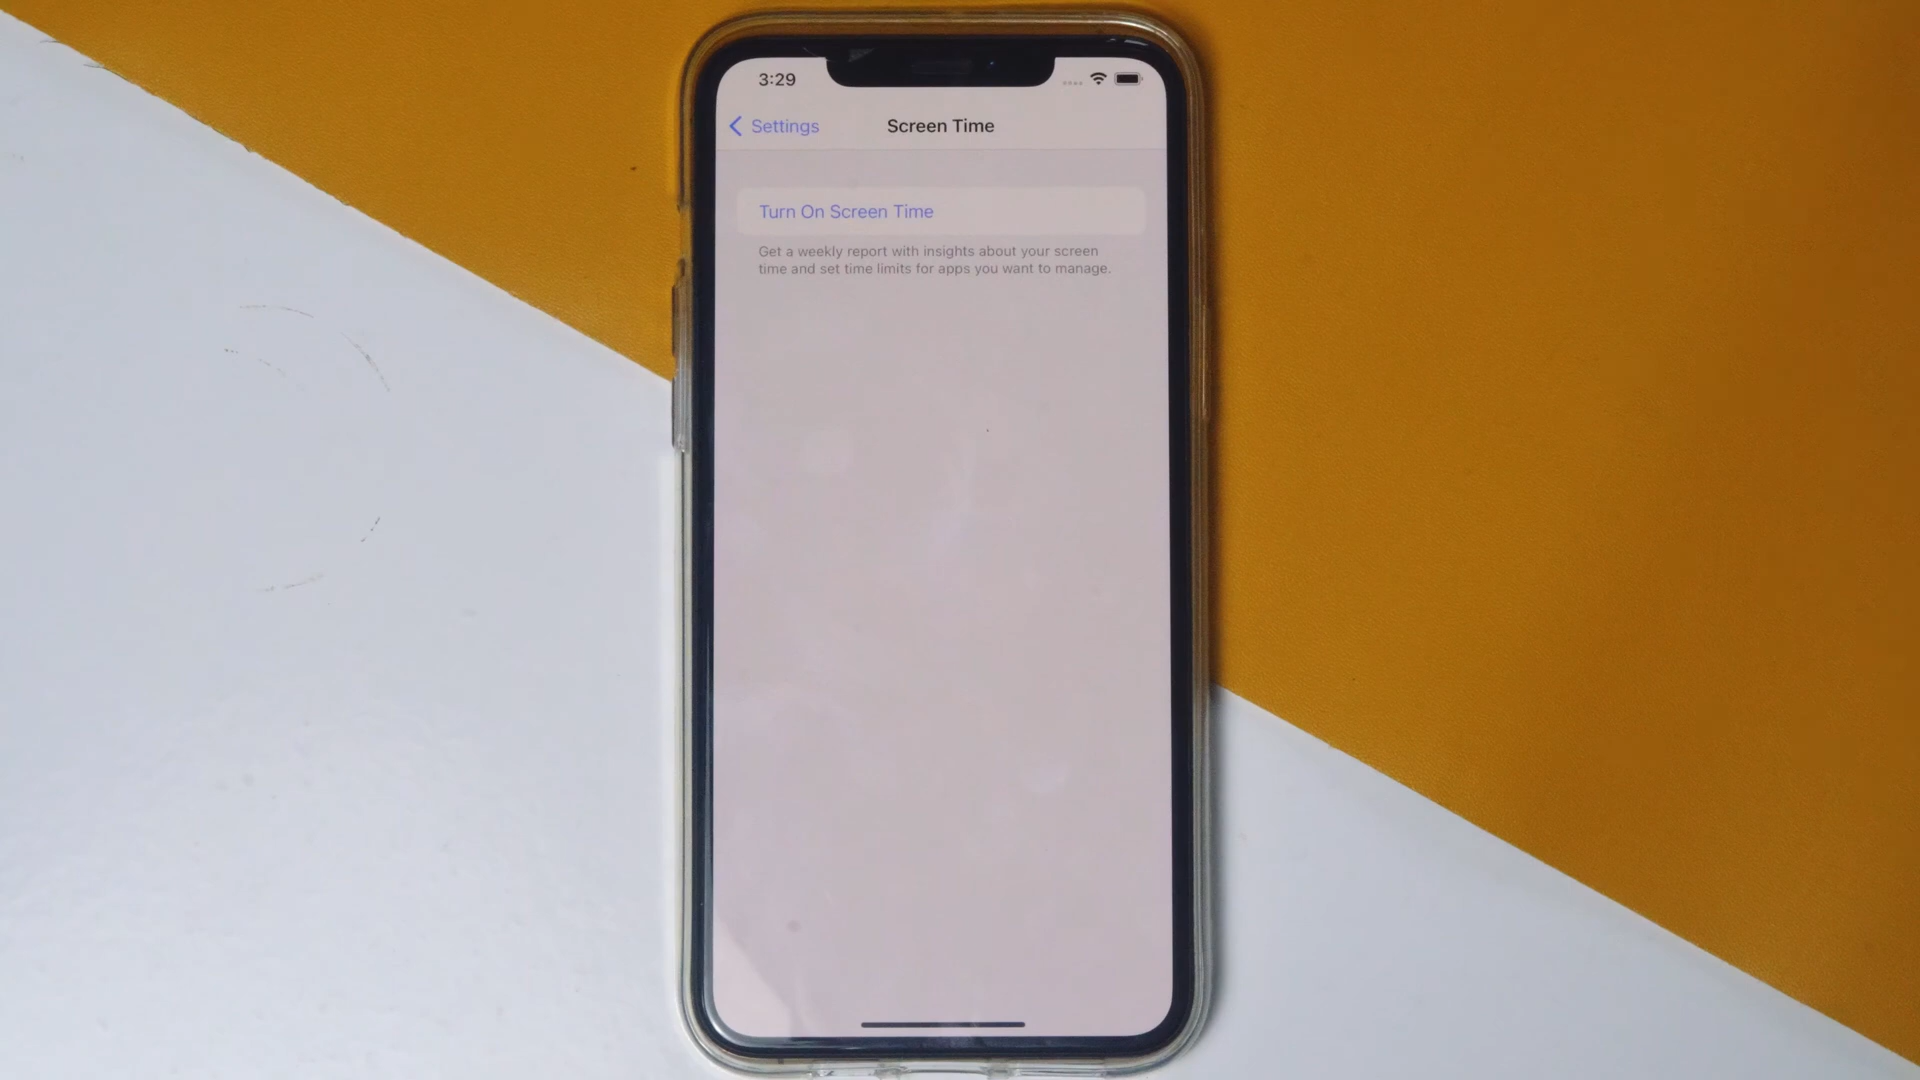 3:29
Settings
Screen Time
Turn On Screen Time
Get a weekly report with insights about your screen
time and set time limits for apps you want to manage.